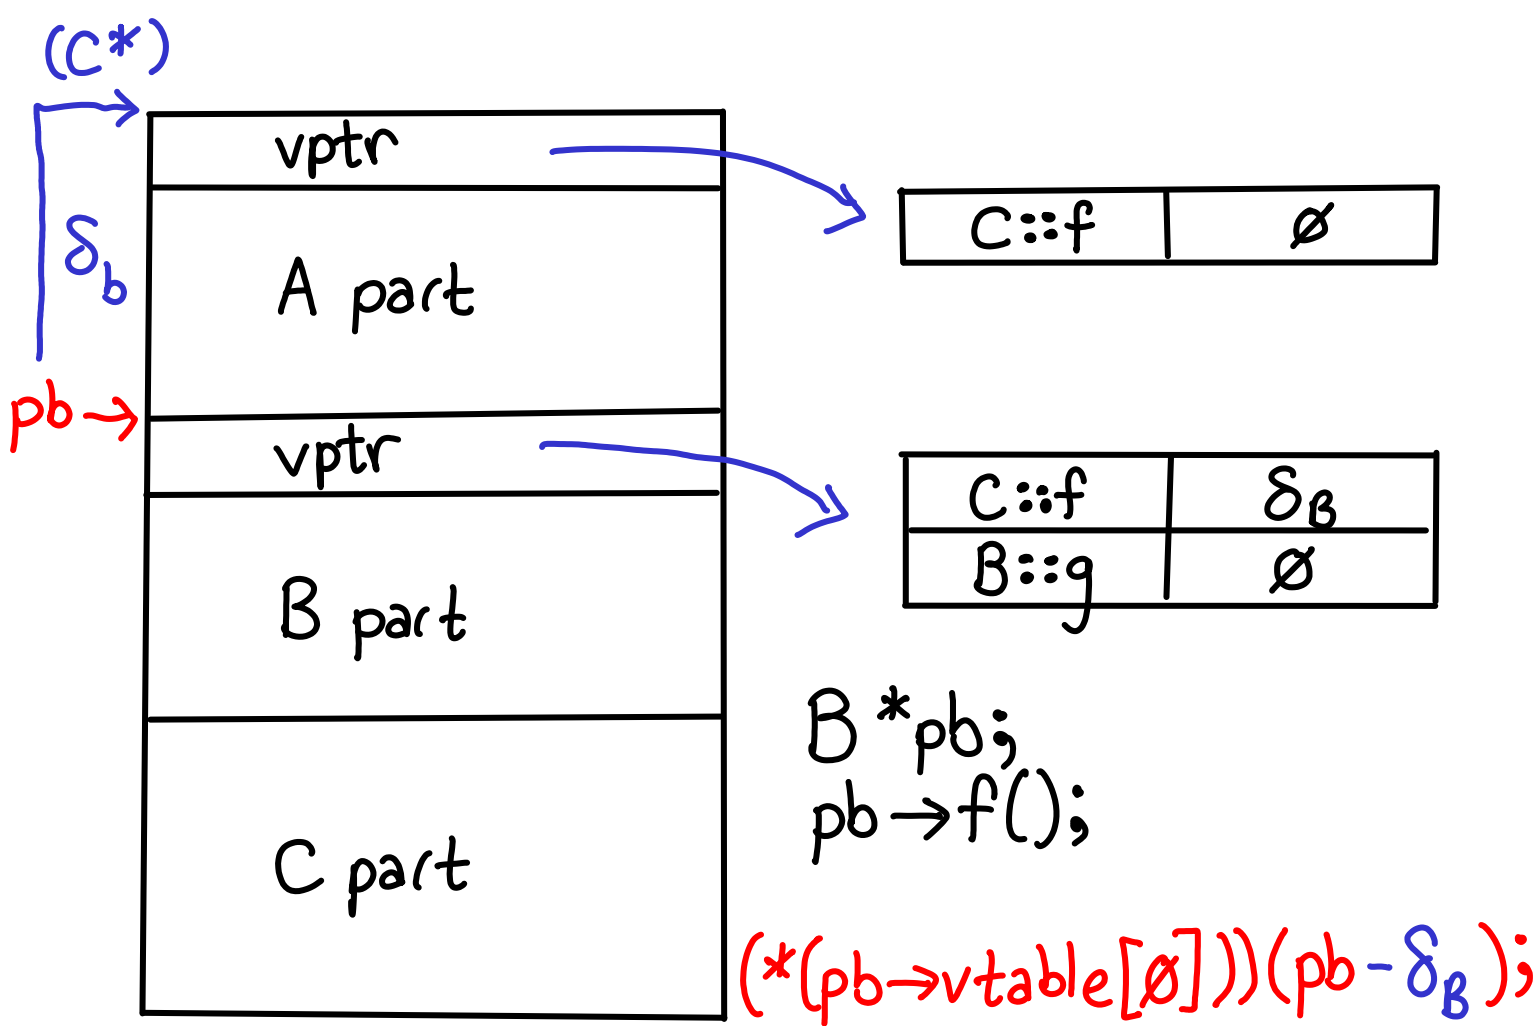 (C*)
vptr
C::f Ø
δb
A part
pb→
vptr
C::f δB
B::g Ø
B part
B *pb;
pb→f();
C part
(*(pb→vtable[Ø]))(pb-δB);